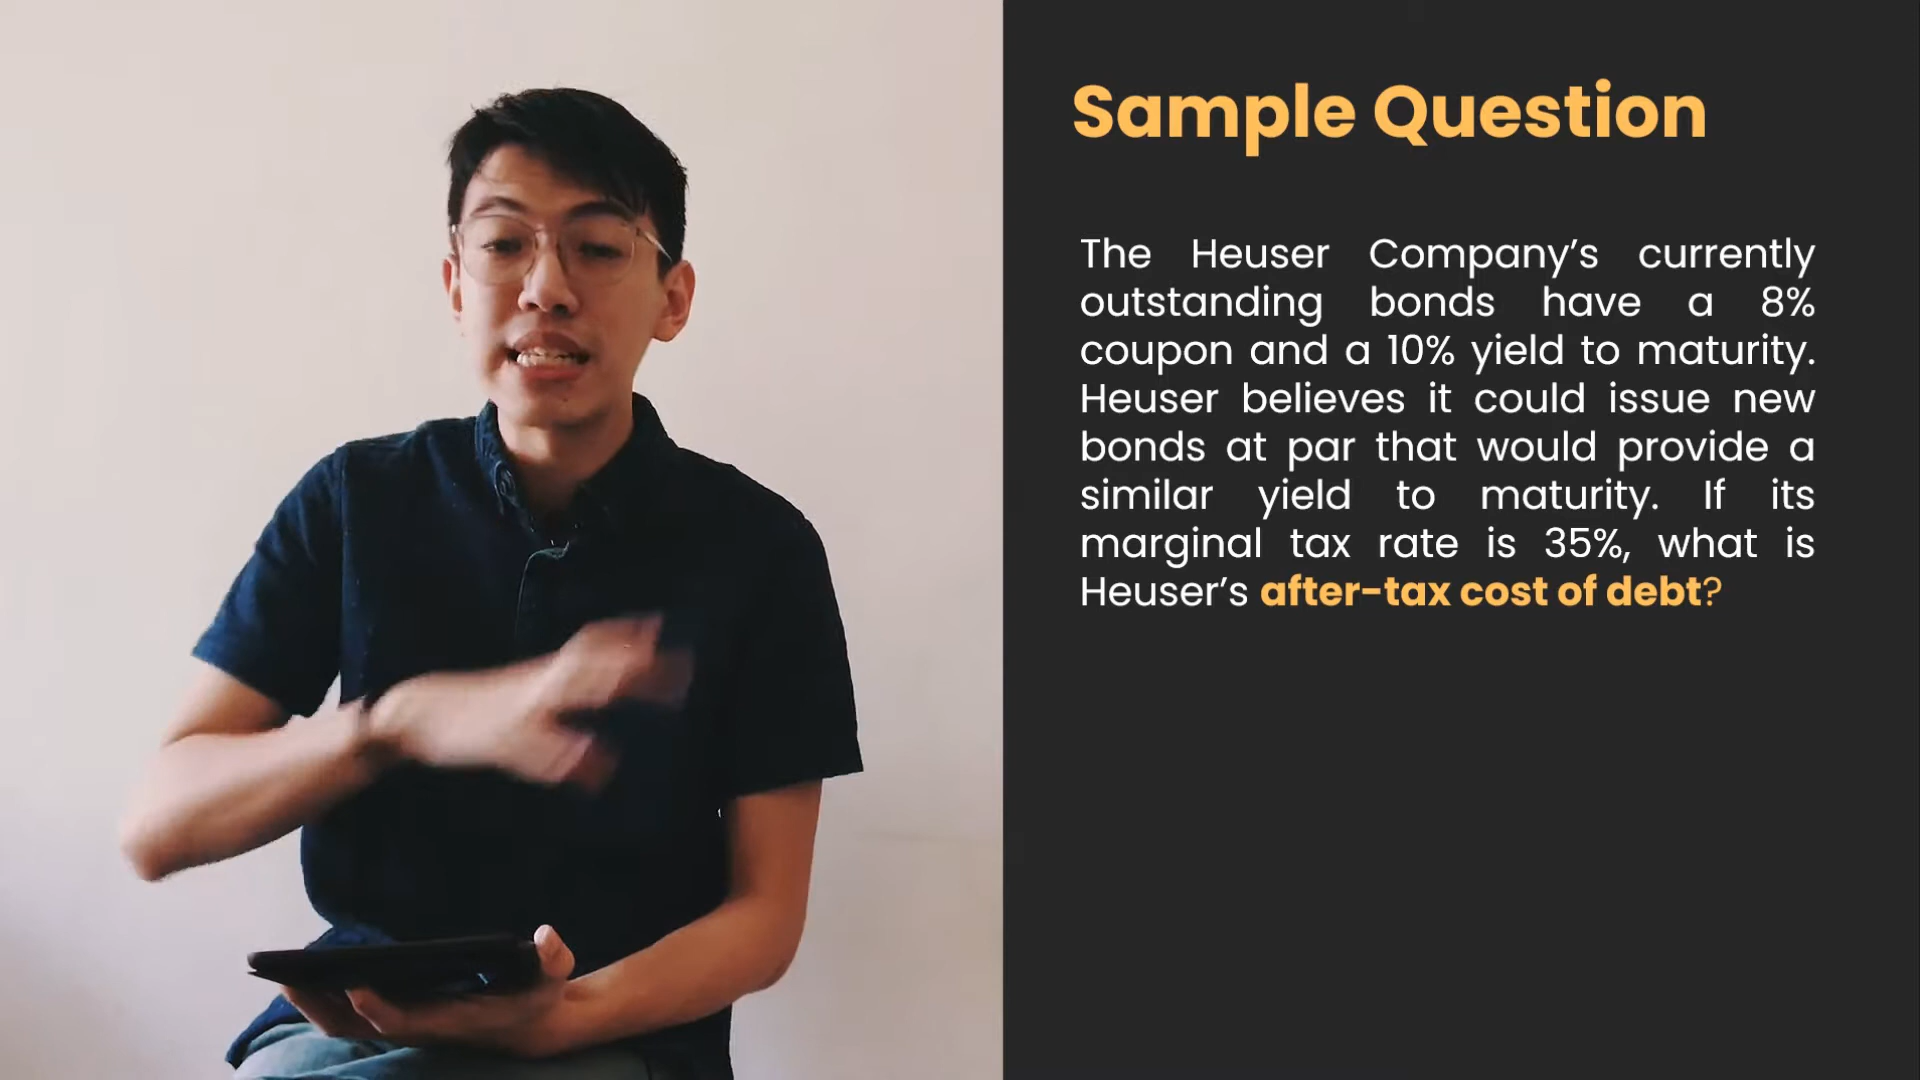 Sample Question
The Heuser Company’s currently
outstanding bonds have a 8%
coupon and a 10% yield to maturity.
Heuser believes it could issue new
bonds at par that would provide a
similar yield to maturity. If its
marginal tax rate is 35%, what is
Heuser’s after-tax cost of debt?